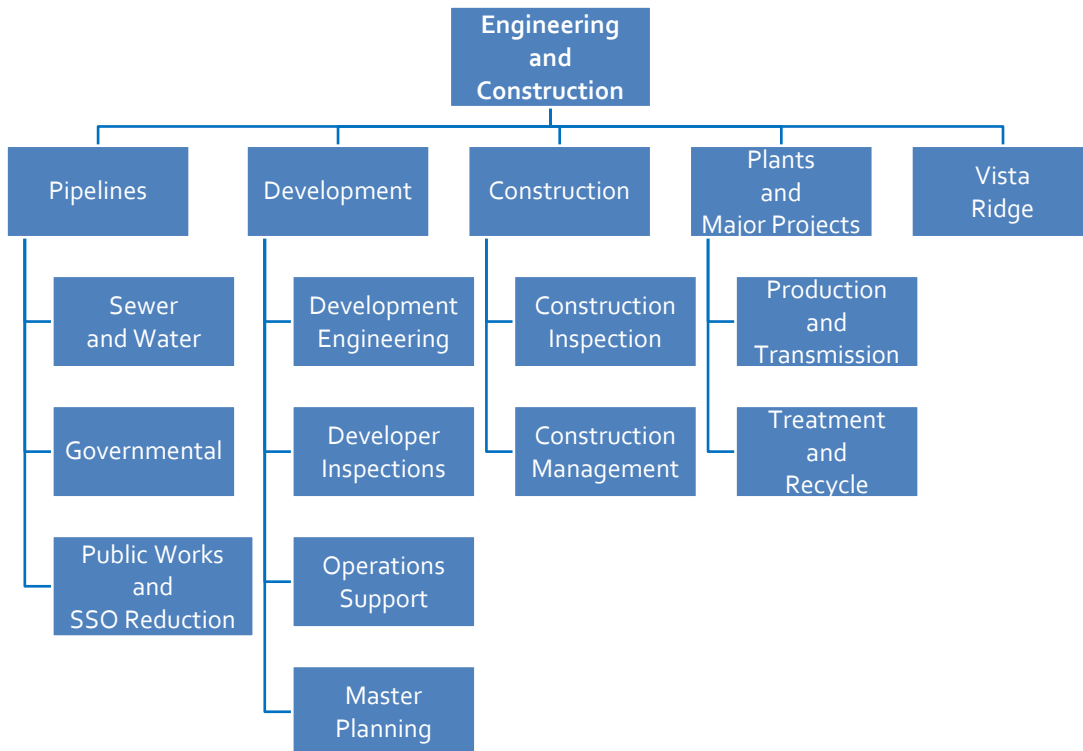 Engineering
and
Construction
Pipelines
Development
Construction
Plants
and
Major Projects
Vista
Ridge
Sewer
and Water
Development
Engineering
Construction
Inspection
Production
and
Transmission
Governmental
Developer
Inspections
Construction
Management
Treatment
and
Recycle
Public Works
and
SSO Reduction
Operations
Support
Master
Planning